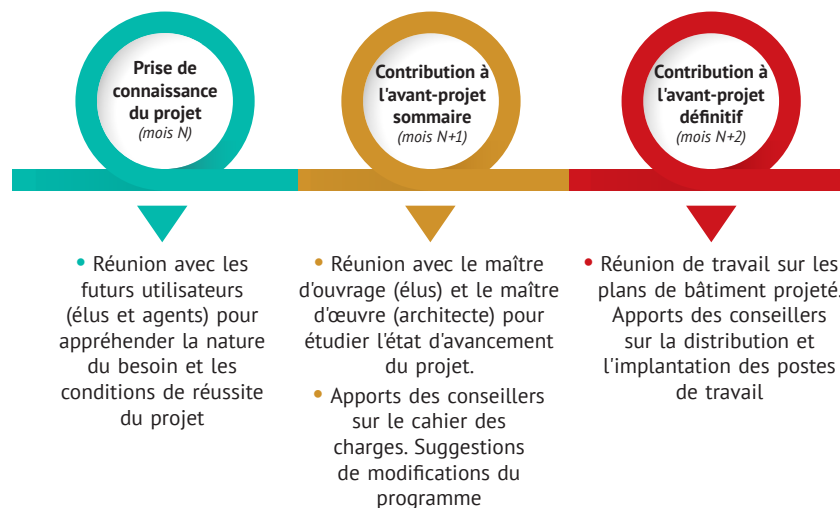 Prise de
connaissance
du projet
(mois N)
Contribution à
l'avant-projet
sommaire
(mois N+1)
Contribution à
l'avant-projet
définitif
(mois N+2)
• Réunion avec les
futurs utilisateurs
(élus et agents) pour
appréhender la nature
du besoin et les
conditions de réussite
du projet
• Réunion avec le maître
d'ouvrage (élus) et le maître
d'œuvre (architecte) pour
étudier l'état d'avancement
du projet.
• Apports des conseillers
sur le cahier des
charges. Suggestions
de modifications du
programme
• Réunion de travail sur les
plans de bâtiment projeté.
Apports des conseillers
sur la distribution et
l'implantation des postes
de travail